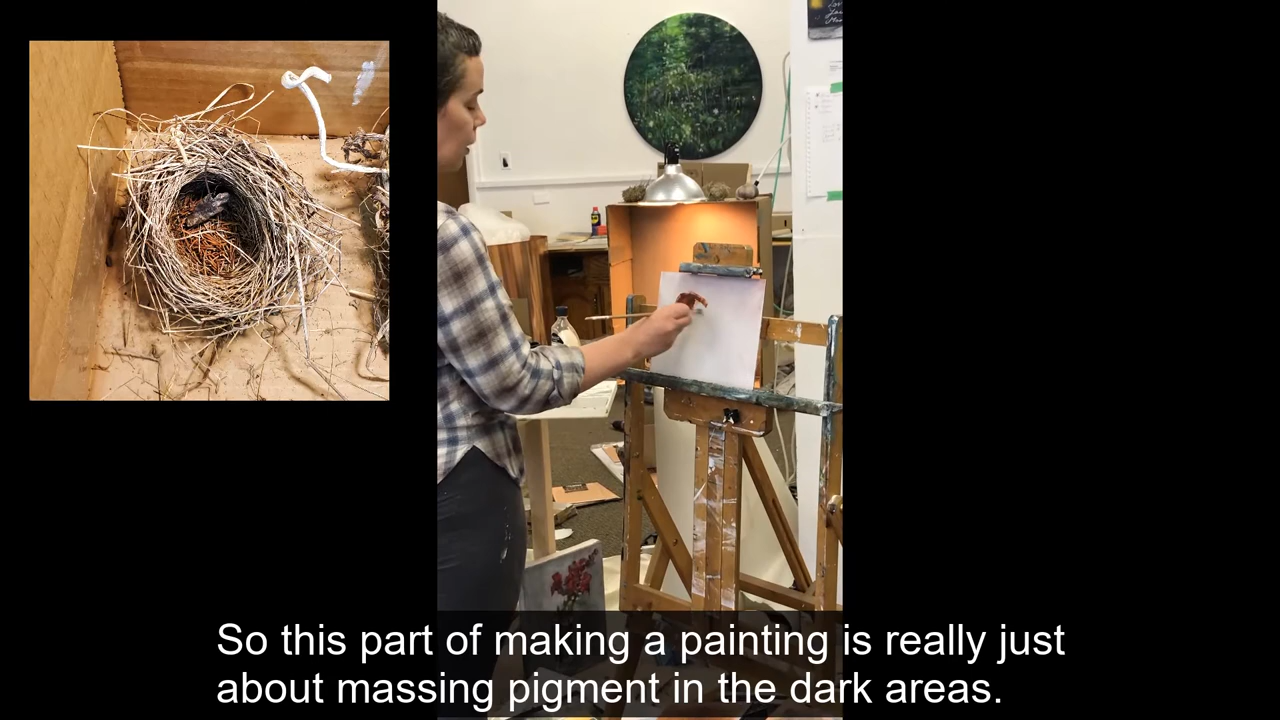 So this part of making a painting is really just
about massing pigment in the dark areas.